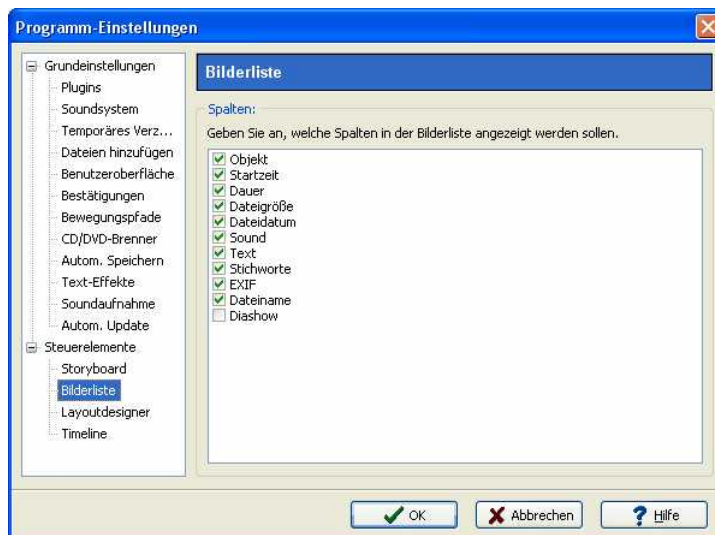 Programm-Einstellungen
Grundeinstellungen
Plugins
Soundsystem
Temporäres Verz...
Dateien hinzufügen
Benutzeroberfläche
Bestätigungen
Bewegungspfade
CD/DVD-Brenner
Autom. Speichern
Text-Effekte
Soundaufnahme
Autom. Update
Steuerelemente
Storyboard
Bilderliste
Layoutdesigner
Timeline
Bilderliste
Spalten:
Geben Sie an, welche Spalten in der Bilderliste angezeigt werden sollen.
Objekt
Startzeit
Dauer
Dateigröße
Dateidatum
Sound
Text
Stichworte
EXIF
Dateiname
Diashow
OK
Abbrechen
Hilfe